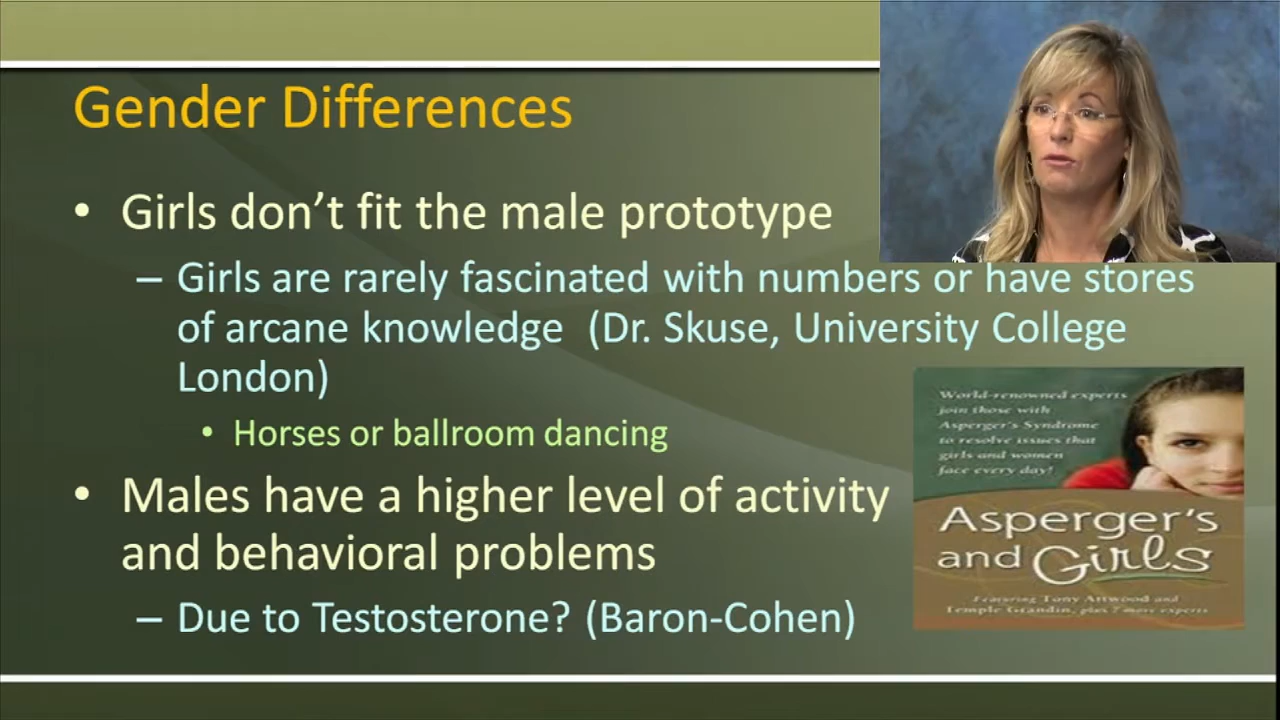 Gender Differences
• Girls don't fit the male prototype
– Girls are rarely fascinated with numbers or have stores
of arcane knowledge (Dr. Skuse, University College
London)
• Horses or ballroom dancing
• Males have a higher level of activity
and behavioral problems
– Due to Testosterone? (Baron-Cohen)
World-renowned experts
join those with
Asperger's Syndrome
to resolve issues that
girls and women
face every day!
Asperger's
and Girls
Featuring Tony Attwood and
Temple Grandin, plus 7 more experts